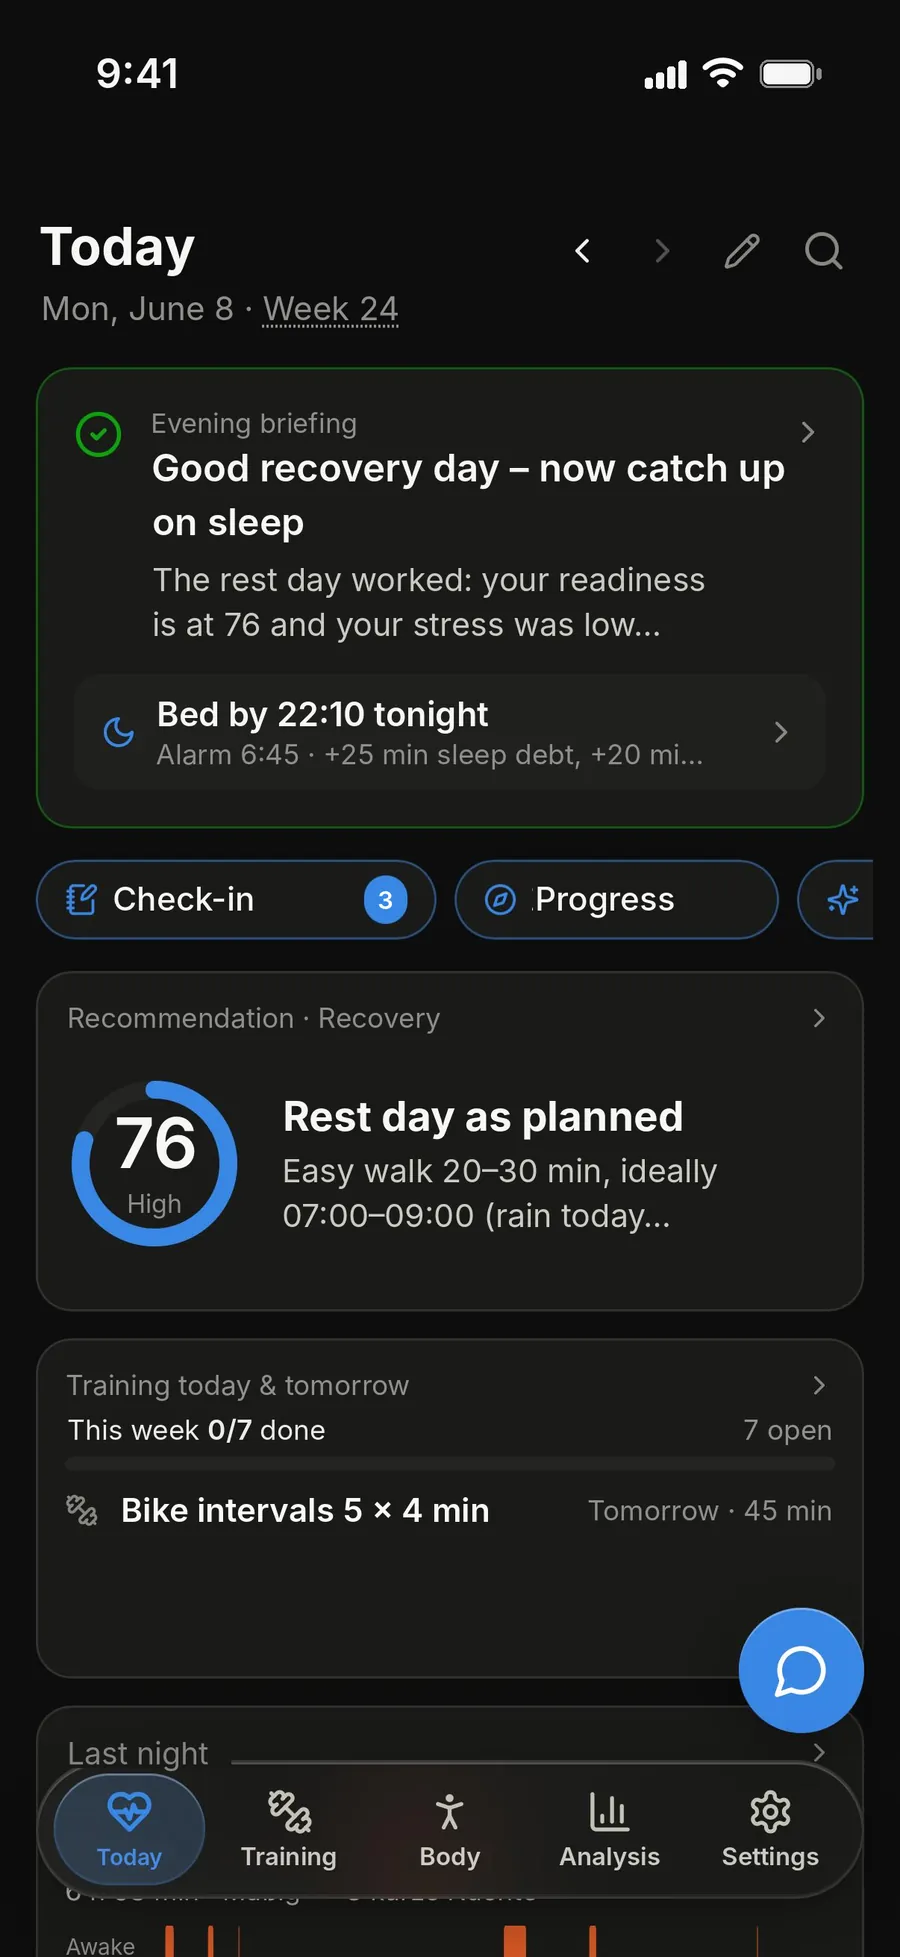 9:41
Today
Mon, June 8 · Week 24
Evening briefing
Good recovery day – now catch up
on sleep
The rest day worked: your readiness
is at 76 and your stress was low...
Bed by 22:10 tonight
Alarm 6:45 · +25 min sleep debt, +20 mi...
Check-in 3
Progress
Recommendation · Recovery
76
High
Rest day as planned
Easy walk 20–30 min, ideally
07:00–09:00 (rain today...
Training today & tomorrow
This week 0/7 done 7 open
Bike intervals 5 × 4 min Tomorrow · 45 min
Last night
Today Training Body Analysis Settings
Awake